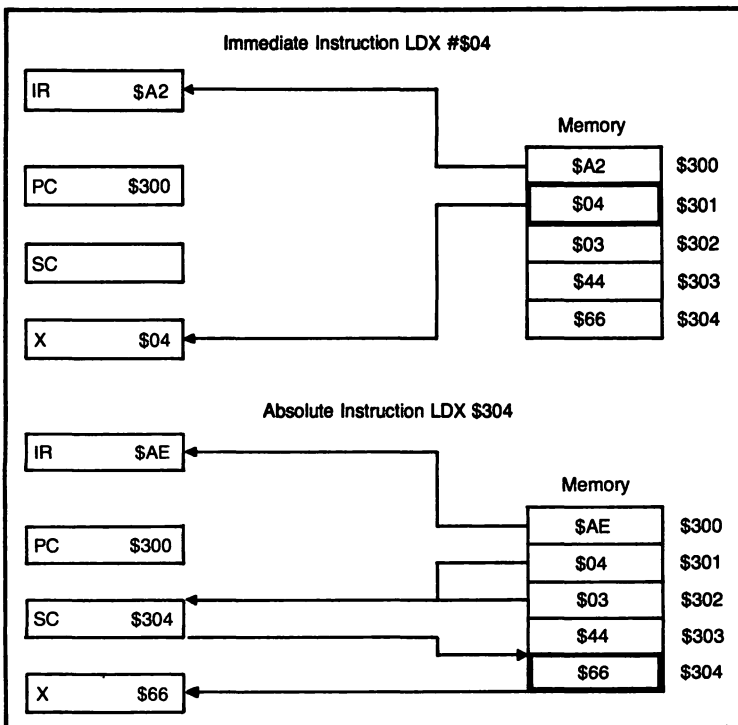 Immediate Instruction LDX #$04
IR $A2
Memory
$A2 $300
PC $300
$04 $301
$03 $302
SC
$44 $303
X $04
$66 $304
Absolute Instruction LDX $304
IR $AE
Memory
$AE $300
PC $300
$04 $301
$03 $302
SC $304
$44 $303
$66 $304
X $66